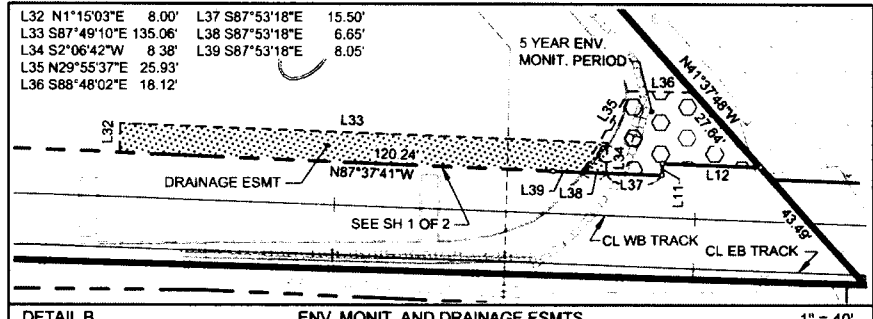 L32 N1°15'03"E 8.00' L37 S87°53'18"E 15.50'
L33 S87°49'10"E 135.06' L38 S87°53'18"E 6.65'
L34 S2°06'42"W 8.38' L39 S87°53'18"E 8.05'
L35 N29°55'37"E 25.93'
L36 S88°48'02"E 18.12'
5 YEAR ENV.
MONIT. PERIOD
N41°37'48"W
27.64'
L36
L35
L33
L32
L34
120.24'
N87°37'41"W
DRAINAGE ESMT
L39
L38
L37
L11
L12
SEE SH 1 OF 2
43.49'
CL WB TRACK
CL EB TRACK
DETAIL B ENV. MONIT. AND DRAINAGE ESMTS 1" = 40'